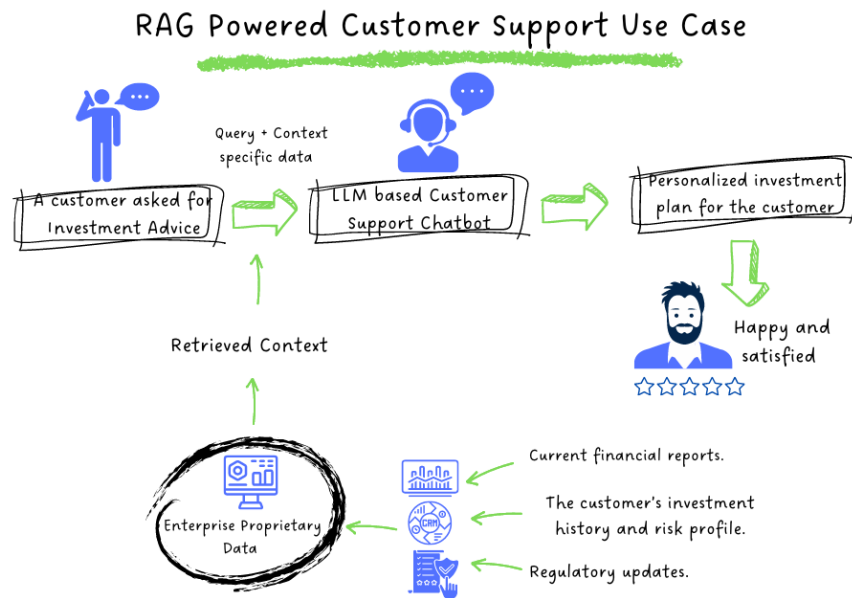 RAG Powered Customer Support Use Case
Query + Context
specific data
A customer asked for
Investment Advice
LLM based Customer
Support Chatbot
Personalized investment
plan for the customer
Happy and
satisfied
Retrieved Context
Enterprise Proprietary
Data
CRM
Current financial reports.
The customer's investment
history and risk profile.
Regulatory updates.